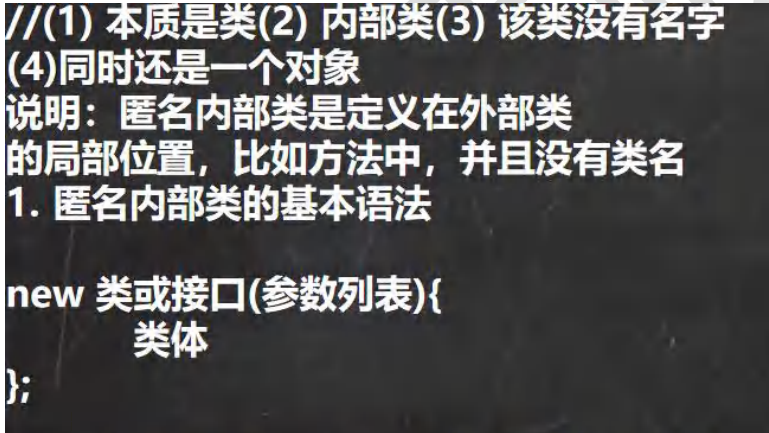 //(1) 本质是类(2) 内部类(3) 该类没有名字
(4)同时还是一个对象
说明：匿名内部类是定义在外部类
的局部位置，比如方法中，并且没有类名
1. 匿名内部类的基本语法
new 类或接口(参数列表){
类体
};